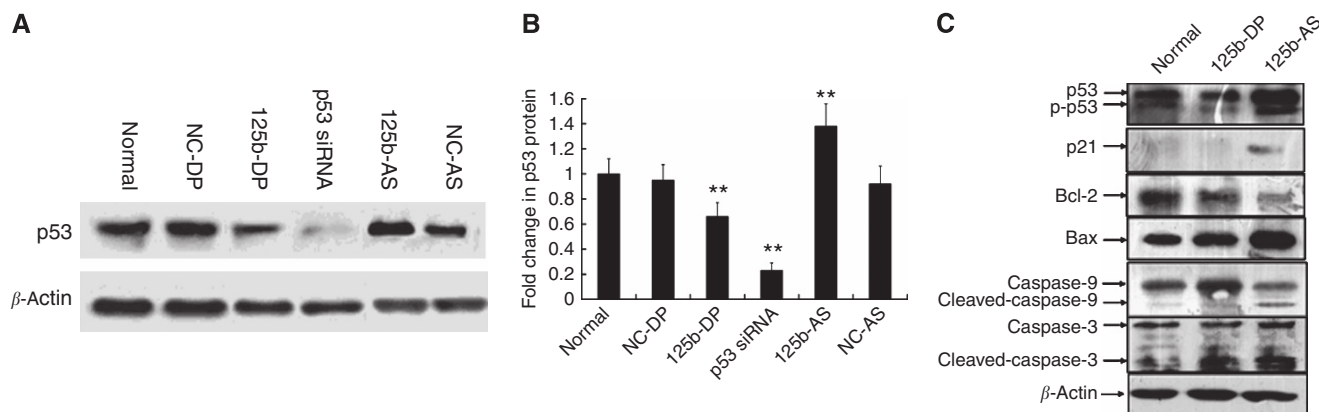 A
Normal
NC-DP
125b-DP
p53 siRNA
125b-AS
NC-AS
p53
β-Actin
B
Fold change in p53 protein
1.6
1.4
1.2
1
0.8
0.6
0.4
0.2
0
**
**
**
Normal
NC-DP
125b-DP
p53 siRNA
125b-AS
NC-AS
C
Normal
125b-DP
125b-AS
p53
p-p53
p21
Bcl-2
Bax
Caspase-9
Cleaved-caspase-9
Caspase-3
Cleaved-caspase-3
β-Actin